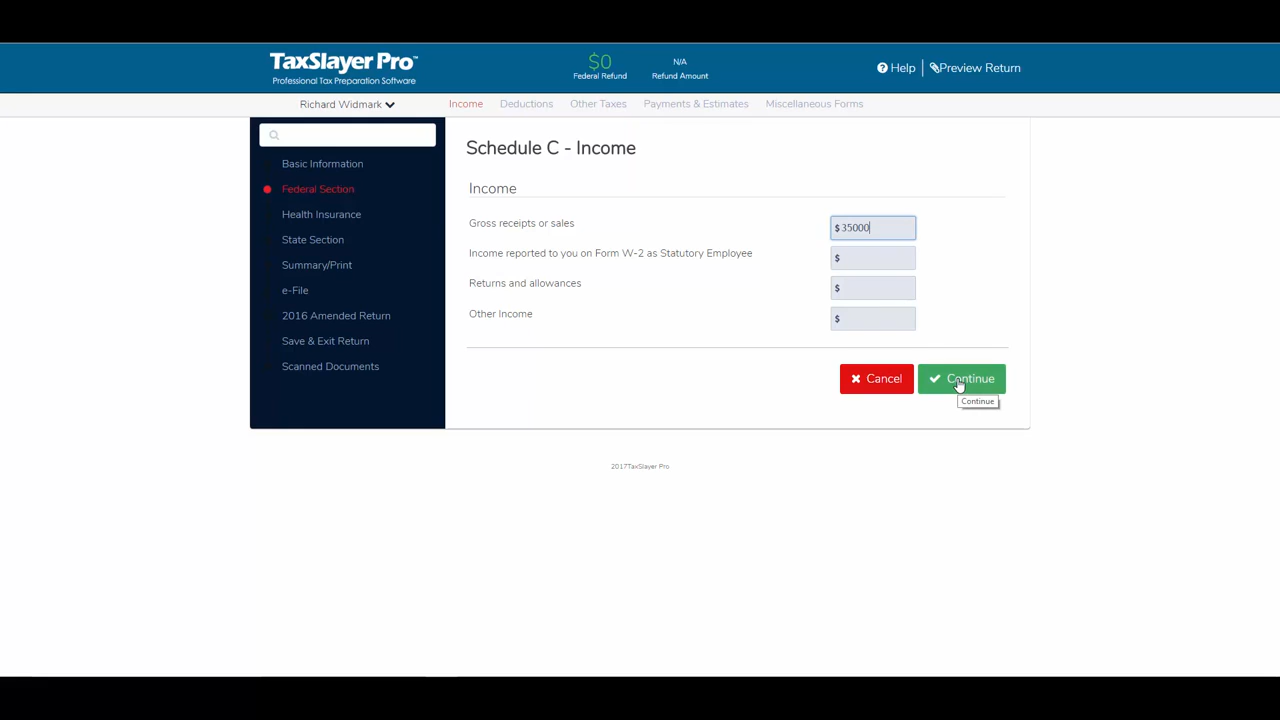 TaxSlayer Pro™
Professional Tax Preparation Software
$0
Federal Refund
N/A
Refund Amount
Help | Preview Return
Richard Widmark
Income Deductions Other Taxes Payments & Estimates Miscellaneous Forms
Basic Information
Federal Section
Health Insurance
State Section
Summary/Print
e-File
2016 Amended Return
Save & Exit Return
Scanned Documents
Schedule C - Income
Income
Gross receipts or sales $ 35000
Income reported to you on Form W-2 as Statutory Employee $
Returns and allowances $
Other Income $
Cancel Continue
Continue
2017TaxSlayer Pro